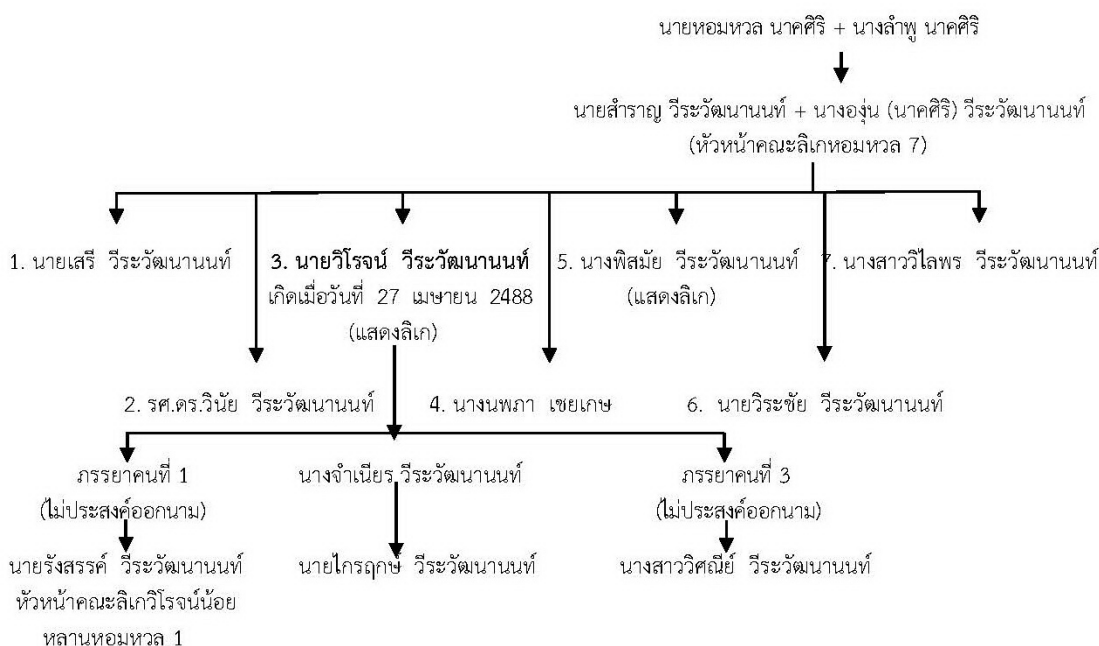 นายหอมหวล นาคศิริ + นางลำพู นาคศิริ
นายสำราญ วีระวัฒนานนท์ + นางองุ่น (นาคศิริ) วีระวัฒนานนท์
(หัวหน้าคณะลิเกหอมหวล 7)
1. นายเสรี วีระวัฒนานนท์
3. นายวิโรจน์ วีระวัฒนานนท์
5. นางพิสมัย วีระวัฒนานนท์
7. นางสาววิไลพร วีระวัฒนานนท์
เกิดเมื่อวันที่ 27 เมษายน 2488
(แสดงลิเก)
(แสดงลิเก)
2. รศ.ดร.วินัย วีระวัฒนานนท์
4. นางนพภา เชยเกษ
6. นายวิระชัย วีระวัฒนานนท์
ภรรยาคนที่ 1
(ไม่ประสงค์ออกนาม)
นางจำเนียร วีระวัฒนานนท์
ภรรยาคนที่ 3
(ไม่ประสงค์ออกนาม)
นายรังสรรค์ วีระวัฒนานนท์
หัวหน้าคณะลิเกวิโรจน์น้อย
หลานหอมหวล 1
นายไกรฤกษ์ วีระวัฒนานนท์
นางสาววิศณีย์ วีระวัฒนานนท์